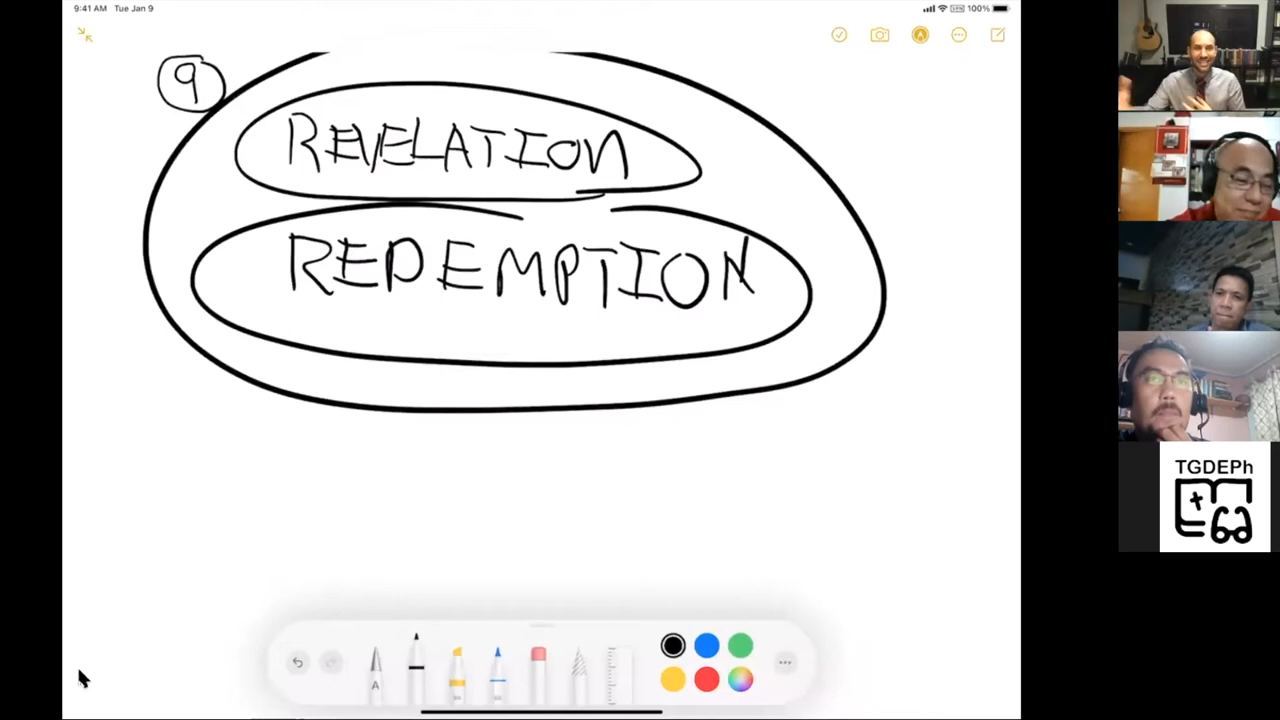 9:41 AM Tue Jan 9
100%
9
REVELATION
REDEMPTION
A
TGDEPh